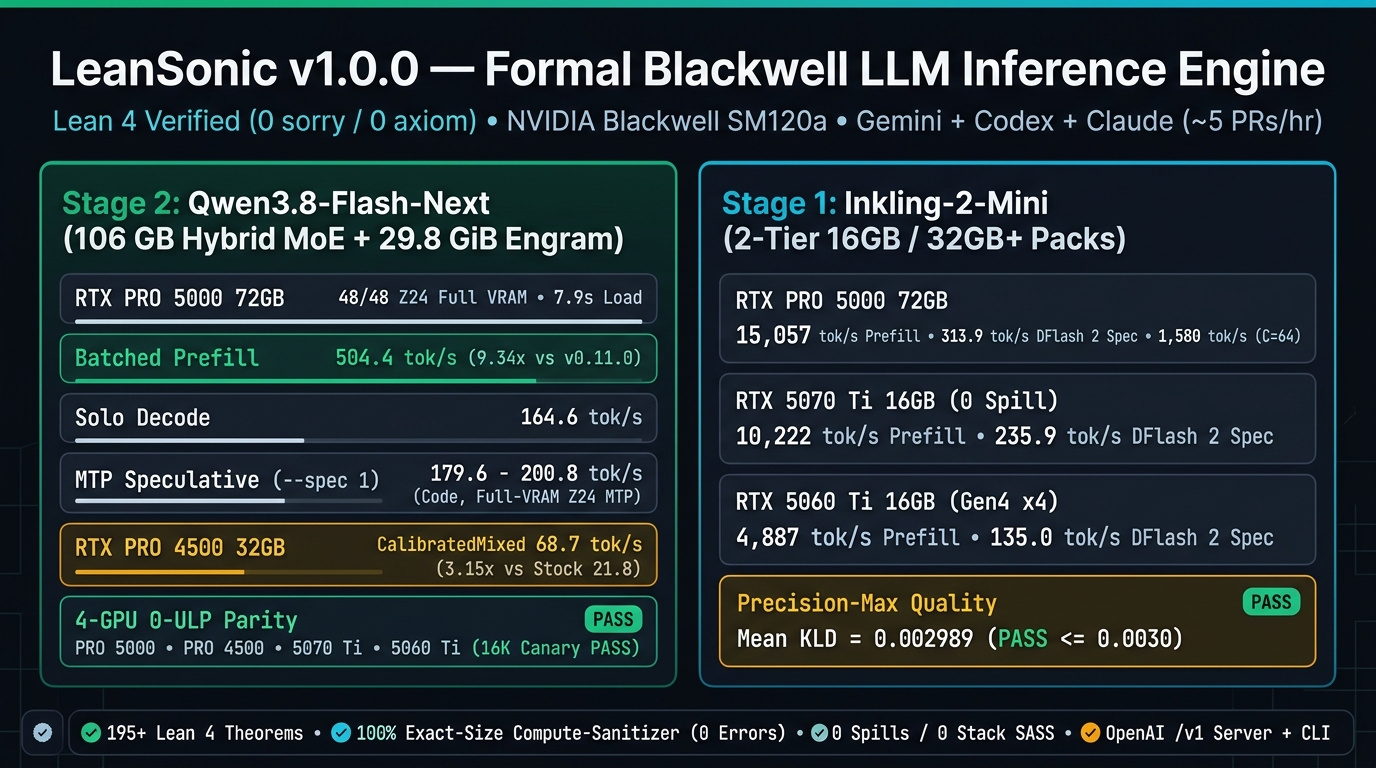 LeanSonic v1.0.0 — Formal Blackwell LLM Inference Engine
Lean 4 Verified (0 sorry / 0 axiom) • NVIDIA Blackwell SM120a • Gemini + Codex + Claude (~5 PRs/hr)
Stage 2: Qwen3.8-Flash-Next
(106 GB Hybrid MoE + 29.8 GiB Engram)
RTX PRO 5000 72GB 48/48 Z24 Full VRAM • 7.9s Load
Batched Prefill 504.4 tok/s (9.34x vs v0.11.0)
Solo Decode 164.6 tok/s
MTP Speculative (--spec 1) 179.6 - 200.8 tok/s
(Code, Full-VRAM Z24 MTP)
RTX PRO 4500 32GB CalibratedMixed 68.7 tok/s
(3.15x vs Stock 21.8)
4-GPU 0-ULP Parity PASS
PRO 5000 • PRO 4500 • 5070 Ti • 5060 Ti (16K Canary PASS)
Stage 1: Inkling-2-Mini
(2-Tier 16GB / 32GB+ Packs)
RTX PRO 5000 72GB
15,057 tok/s Prefill • 313.9 tok/s DFlash 2 Spec • 1,580 tok/s (C=64)
RTX 5070 Ti 16GB (0 Spill)
10,222 tok/s Prefill • 235.9 tok/s DFlash 2 Spec
RTX 5060 Ti 16GB (Gen4 x4)
4,887 tok/s Prefill • 135.0 tok/s DFlash 2 Spec
Precision-Max Quality PASS
Mean KLD = 0.002989 (PASS <= 0.0030)
195+ Lean 4 Theorems • 100% Exact-Size Compute-Sanitizer (0 Errors) • 0 Spills / 0 Stack SASS • OpenAI /v1 Server + CLI